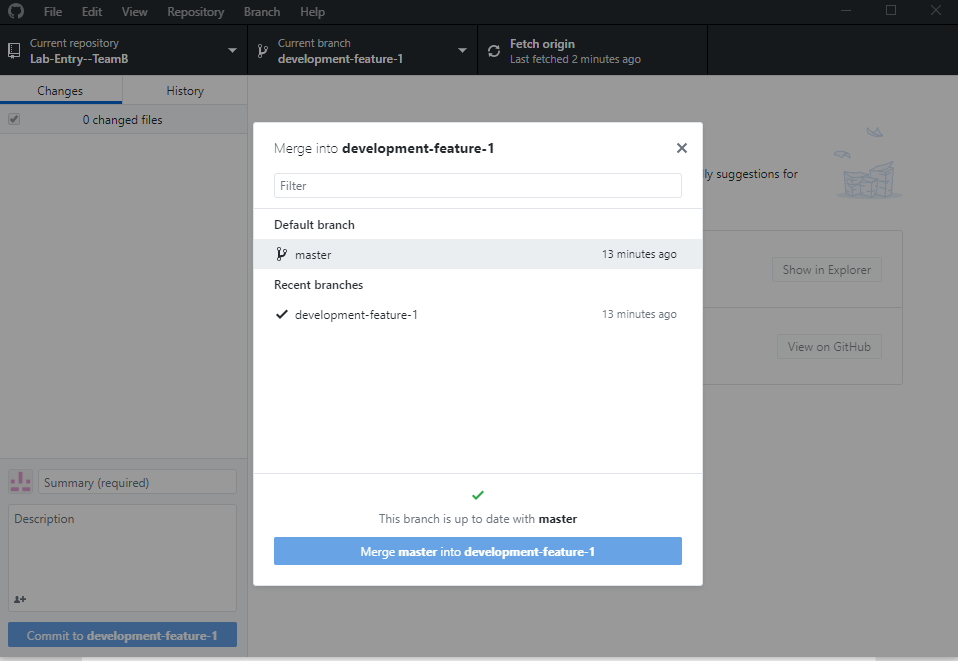 File Edit View Repository Branch Help
Current repository
Lab-Entry--TeamB
Current branch
development-feature-1
Fetch origin
Last fetched 2 minutes ago
Changes History
0 changed files
Merge into development-feature-1
Filter
Default branch
master 13 minutes ago
Recent branches
development-feature-1 13 minutes ago
This branch is up to date with master
Merge master into development-feature-1
suggestions for
Show in Explorer
View on GitHub
Summary (required)
Description
Commit to development-feature-1